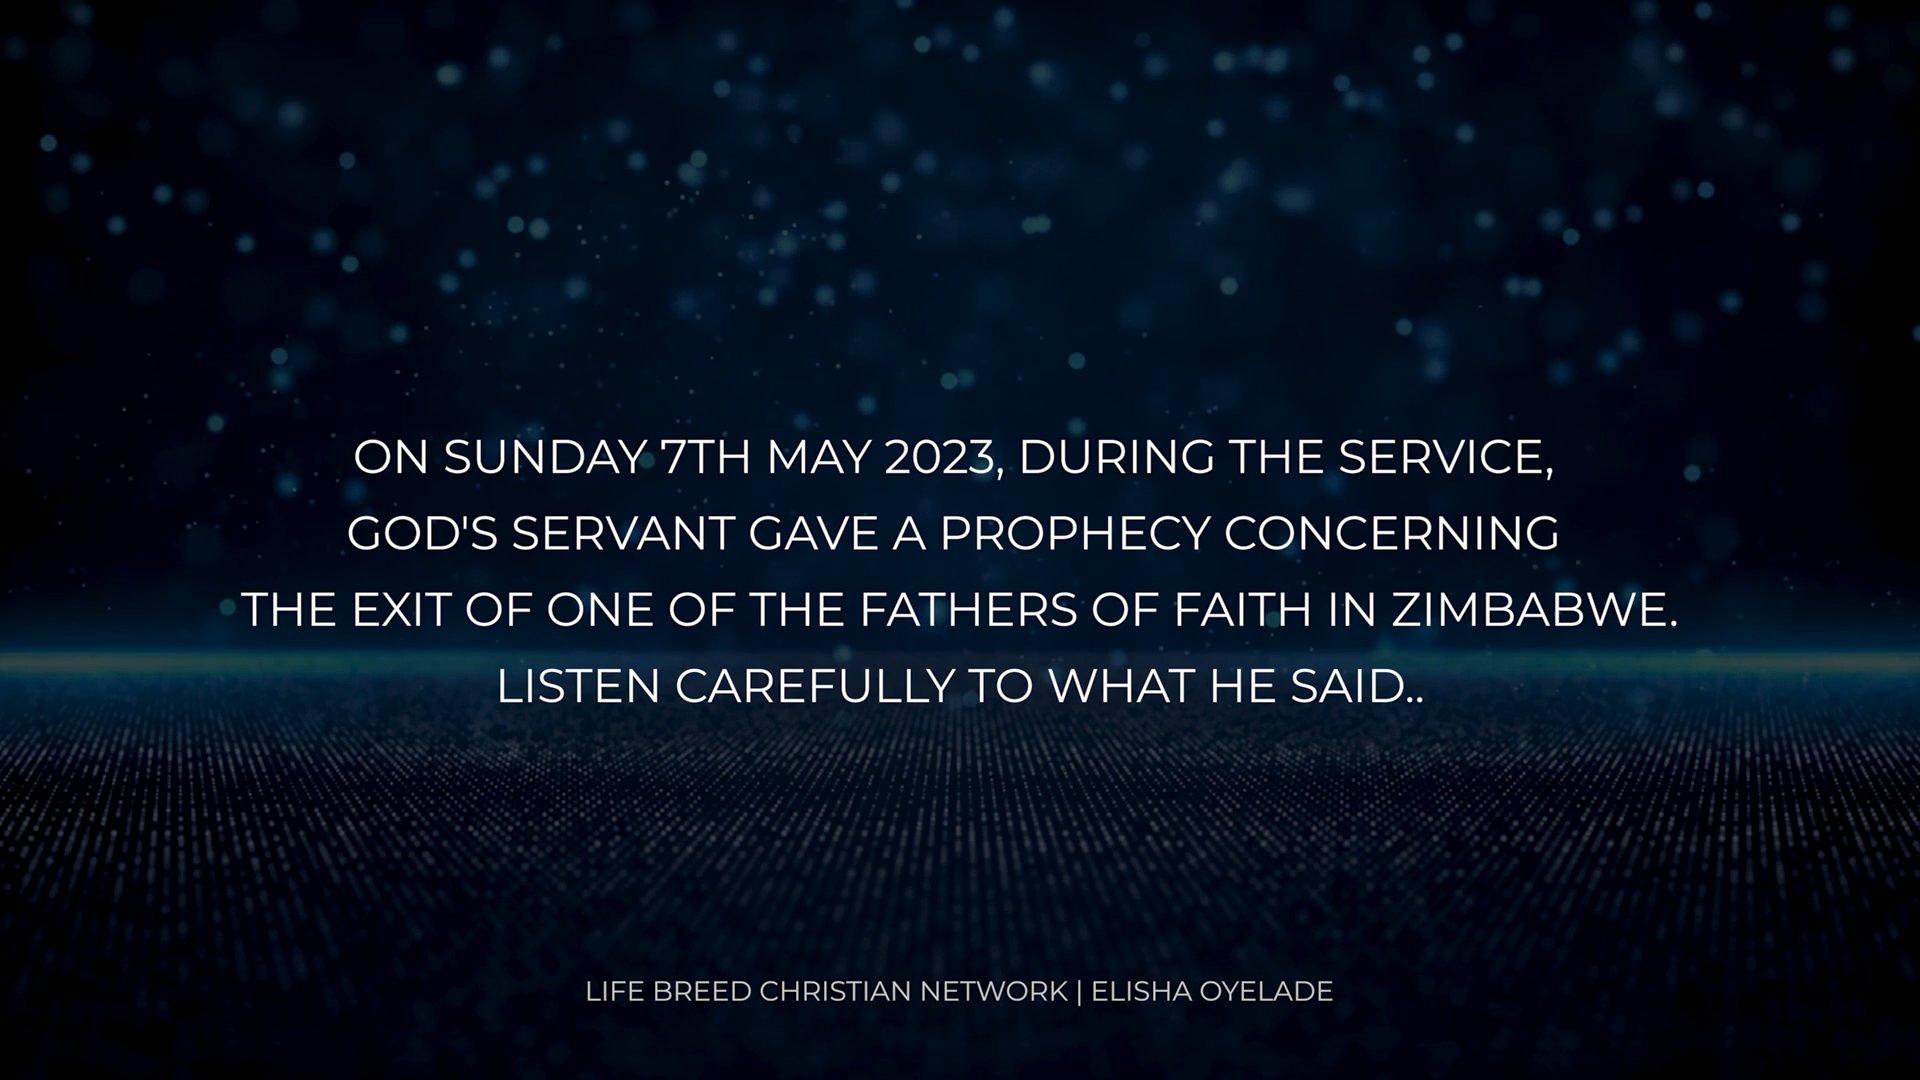 ON SUNDAY 7TH MAY 2023, DURING THE SERVICE,
GOD'S SERVANT GAVE A PROPHECY CONCERNING
THE EXIT OF ONE OF THE FATHERS OF FAITH IN ZIMBABWE.
LISTEN CAREFULLY TO WHAT HE SAID..
LIFE BREED CHRISTIAN NETWORK | ELISHA OYELADE